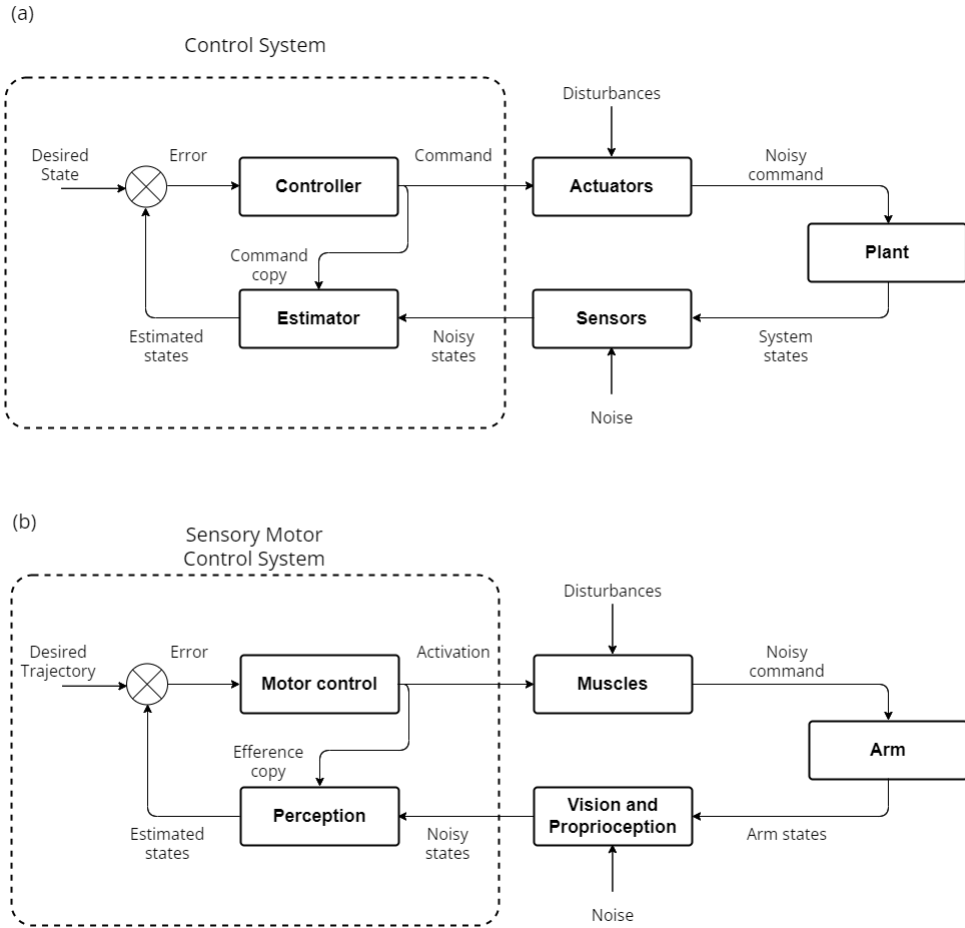 (a)
Control System
Disturbances
Desired
State
Error
Controller
Command
Actuators
Noisy
command
Plant
Command
copy
Estimator
Sensors
Estimated
states
Noisy
states
System
states
Noise
(b)
Sensory Motor
Control System
Disturbances
Desired
Trajectory
Error
Motor control
Activation
Muscles
Noisy
command
Arm
Efference
copy
Perception
Vision and
Proprioception
Estimated
states
Noisy
states
Arm states
Noise